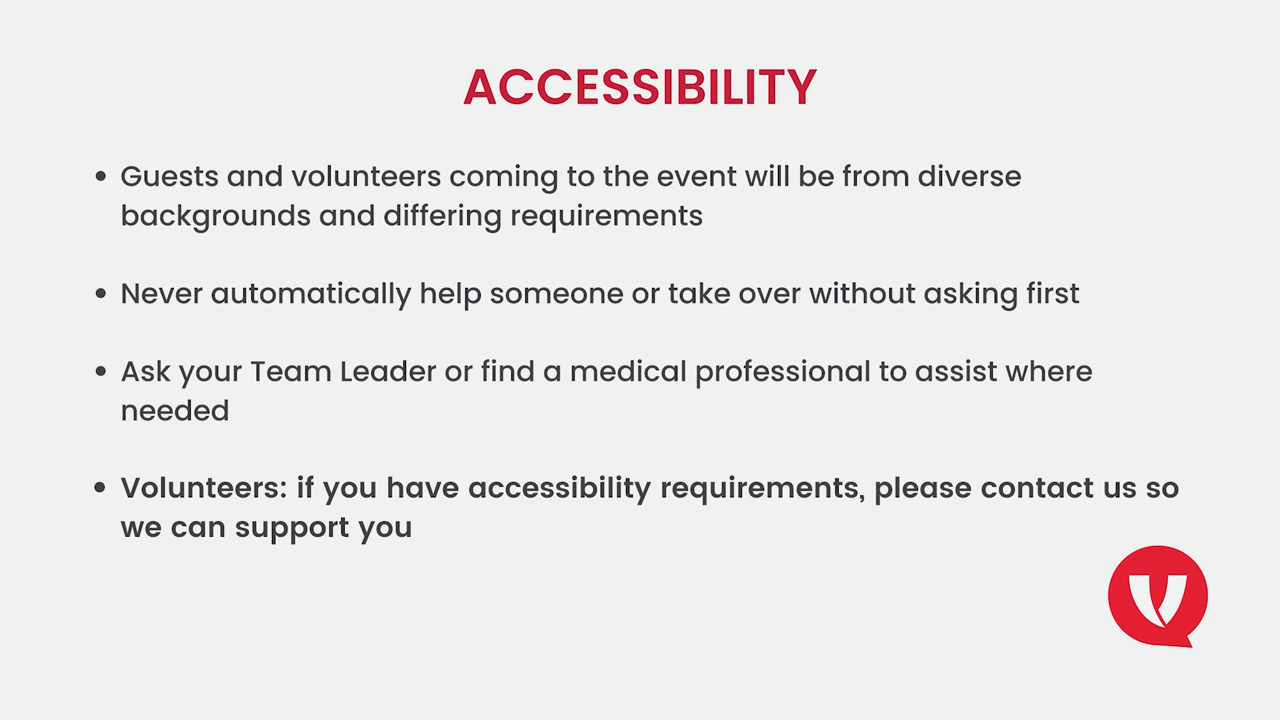 ACCESSIBILITY
• Guests and volunteers coming to the event will be from diverse
backgrounds and differing requirements
• Never automatically help someone or take over without asking first
• Ask your Team Leader or find a medical professional to assist where
needed
• Volunteers: if you have accessibility requirements, please contact us so
we can support you
V